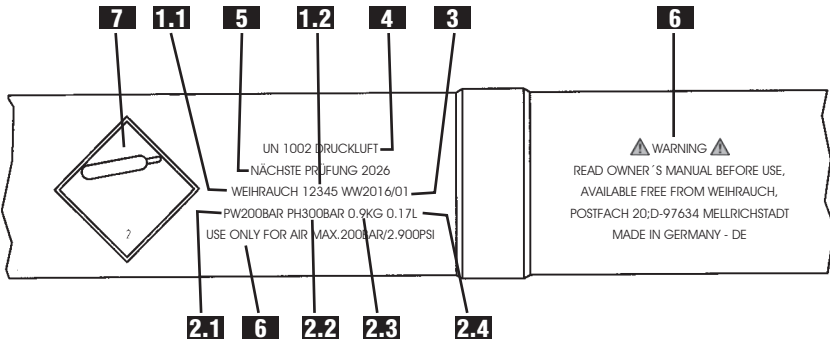 7 1.1 5 1.2 4 3 6
UN 1002 DRUCKLUFT
NÄCHSTE PRÜFUNG 2026
WEIHRAUCH 12345 WW2016/01
PW200BAR PH300BAR 0.9KG 0.17L
USE ONLY FOR AIR MAX.200BAR/2.900PSI
?
WARNING
READ OWNER´S MANUAL BEFORE USE,
AVAILABLE FREE FROM WEIHRAUCH,
POSTFACH 20;D-97634 MELLRICHSTADT
MADE IN GERMANY - DE
2.1 6 2.2 2.3 2.4